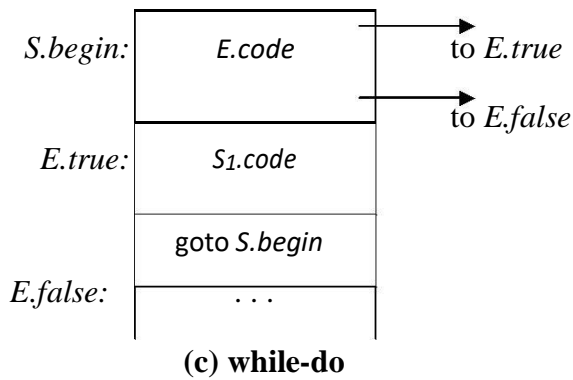 S.begin: E.code to E.true
to E.false
E.true: S1.code
goto S.begin
E.false: . . .
(c) while-do